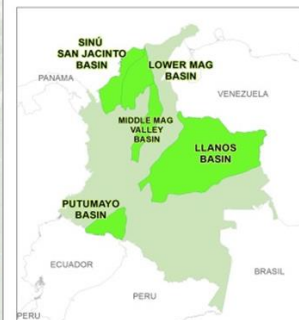 SINÚ
SAN JACINTO
BASIN
LOWER MAG
BASIN
PANAMA
VENEZUELA
MIDDLE MAG
VALLEY
BASIN
LLANOS
BASIN
PUTUMAYO
BASIN
ECUADOR
BRASIL
PERU
PERU